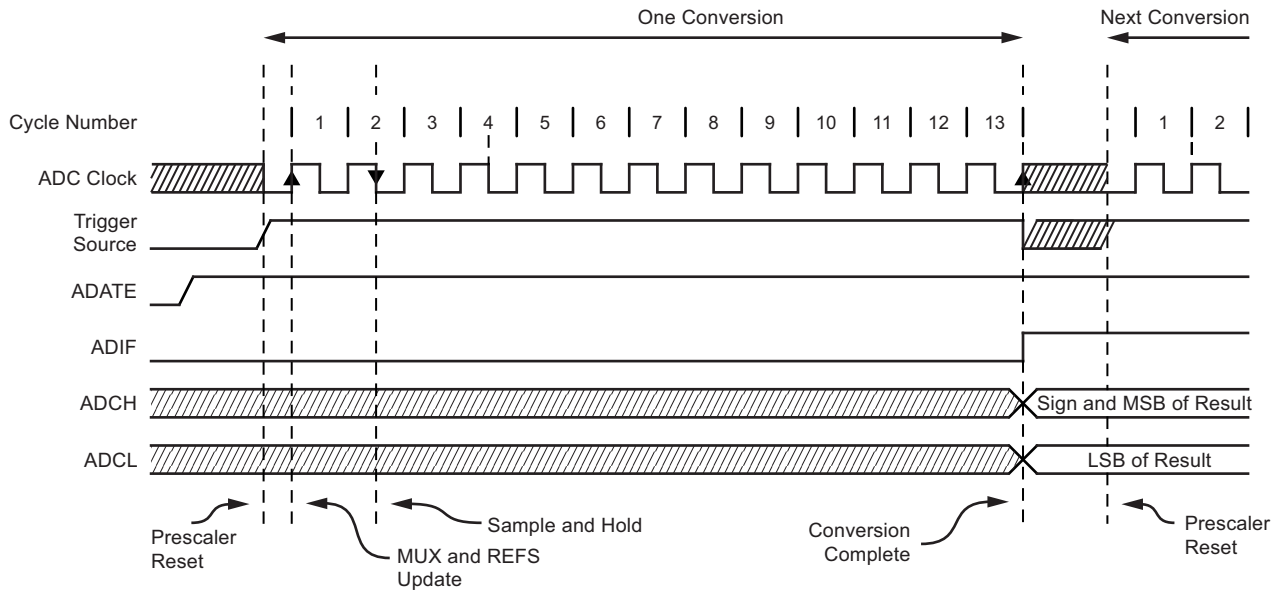 One Conversion
Next Conversion
Cycle Number
1 2 3 4 5 6 7 8 9 10 11 12 13 1 2
ADC Clock
Trigger
Source
ADATE
ADIF
ADCH
Sign and MSB of Result
ADCL
LSB of Result
Prescaler
Reset
MUX and REFS
Update
Sample and Hold
Conversion
Complete
Prescaler
Reset